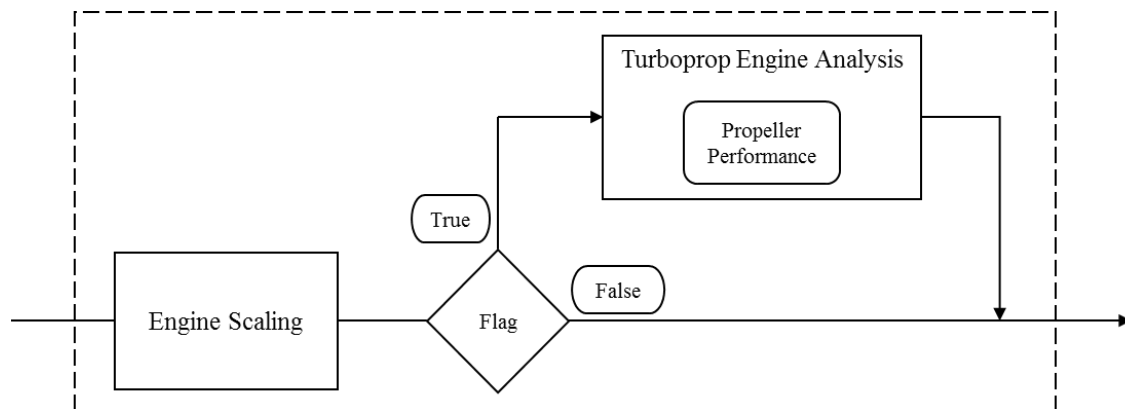 Turboprop Engine Analysis
Propeller
Performance
True
False
Engine Scaling
Flag